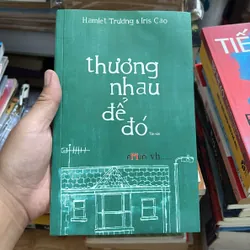 Hamlet Trương & Iris Cao
thương
nhau
để
đó
TIẾ